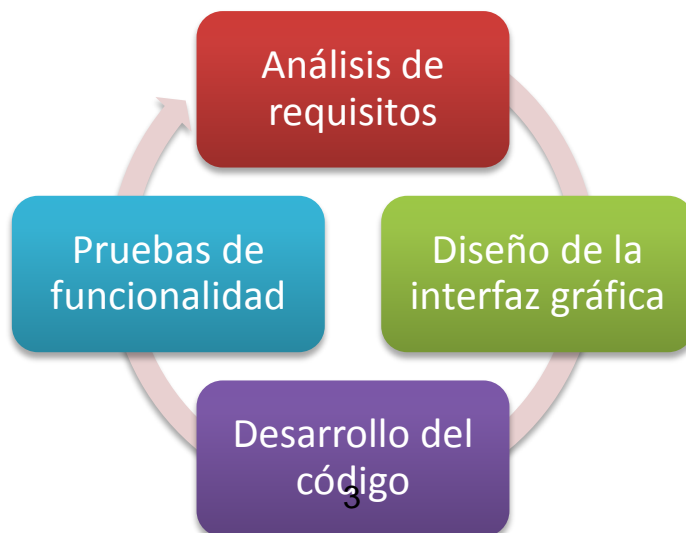 Análisis de
requisitos
Diseño de la
interfaz gráfica
Desarrollo del
código
3
Pruebas de
funcionalidad